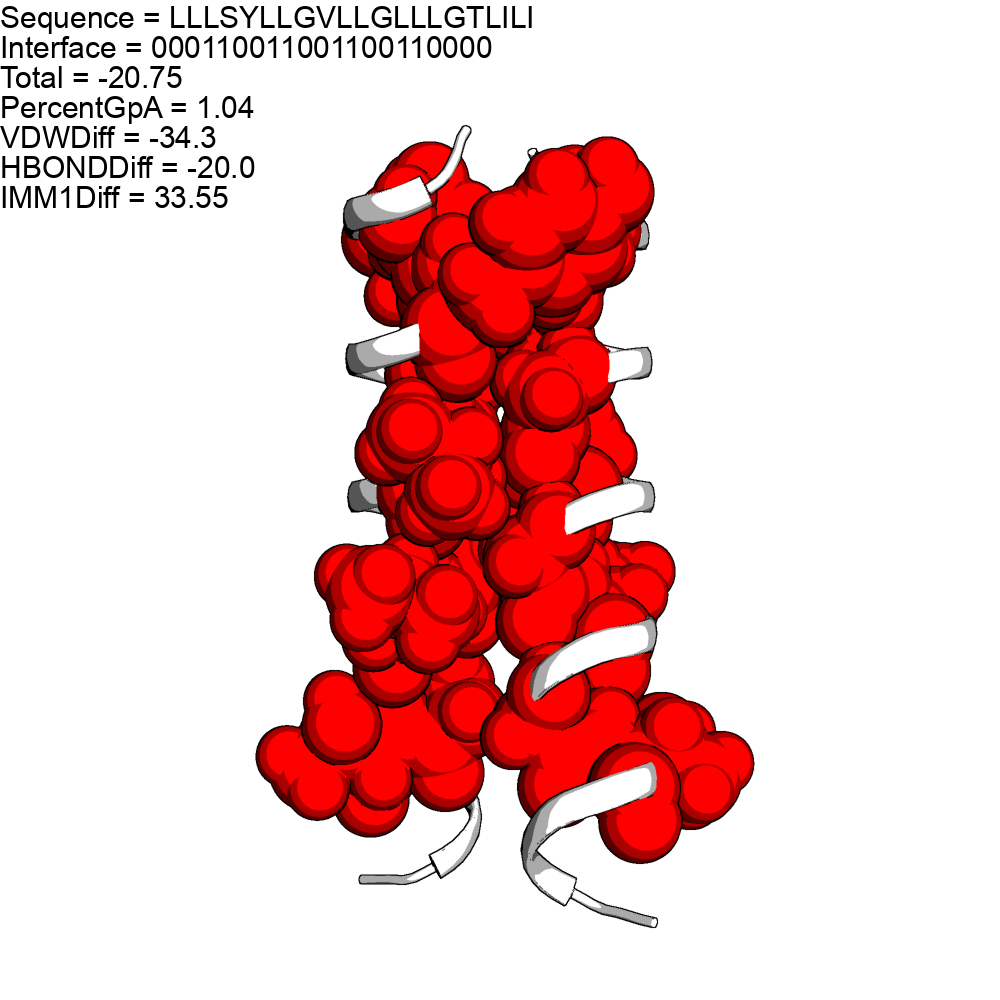 Sequence = LLLSYLLGVLLGLLLGTLILI
Interface = 000110011001100110000
Total = -20.75
PercentGpA = 1.04
VDWDiff = -34.3
HBONDDiff = -20.0
IMM1Diff = 33.55